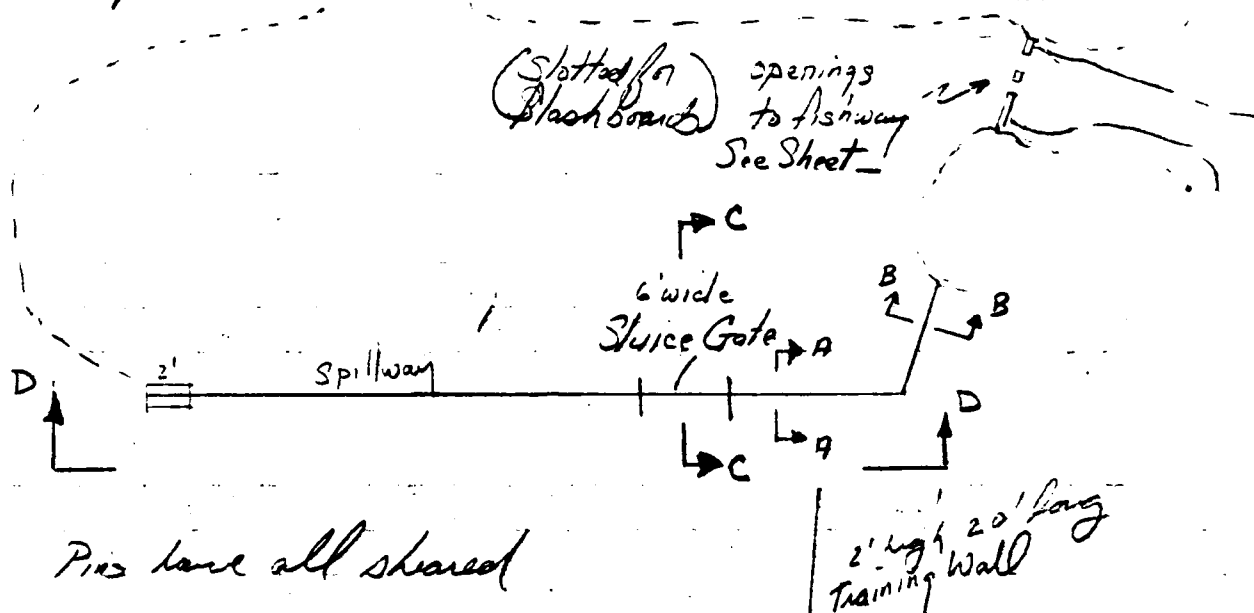 (Slotted for openings
flashboards) to fishway
See Sheet_
C
6' wide
Sluice Gate
B
B
A
2'
Spillway
D
D
A
C
Pins have all sheared
2' high 20' long
Training Wall